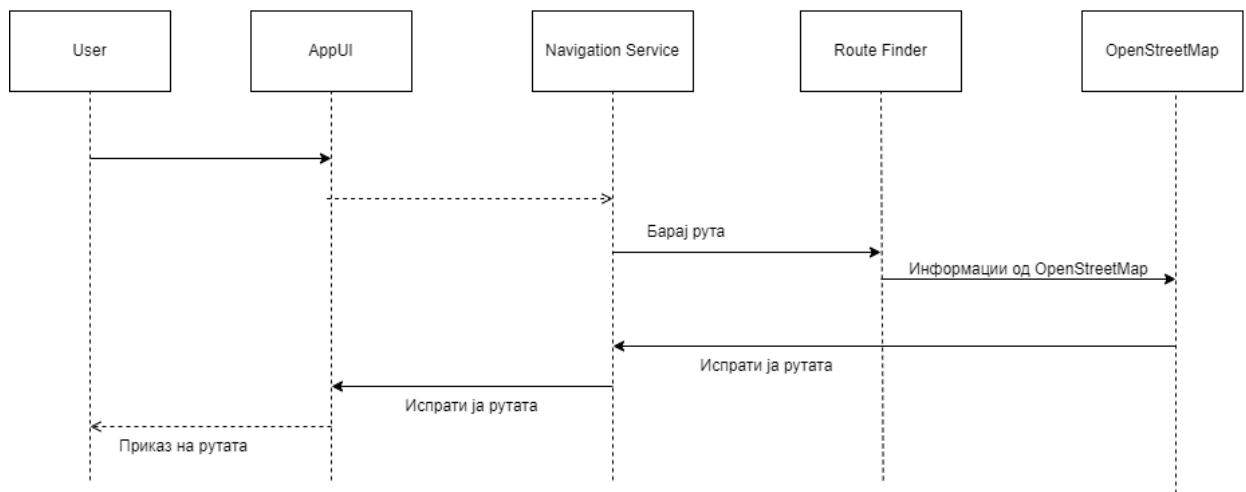 User
AppUI
Navigation Service
Route Finder
OpenStreetMap
Барај рута
Информации од OpenStreetMap
Испрати ја рутата
Испрати ја рутата
Приказ на рутата